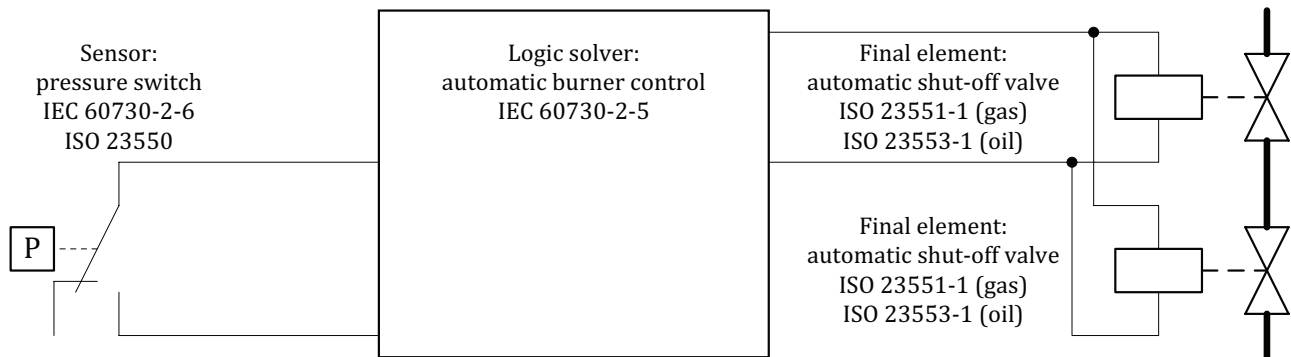 Sensor:
pressure switch
IEC 60730-2-6
ISO 23550
P
Logic solver:
automatic burner control
IEC 60730-2-5
Final element:
automatic shut-off valve
ISO 23551-1 (gas)
ISO 23553-1 (oil)
Final element:
automatic shut-off valve
ISO 23551-1 (gas)
ISO 23553-1 (oil)